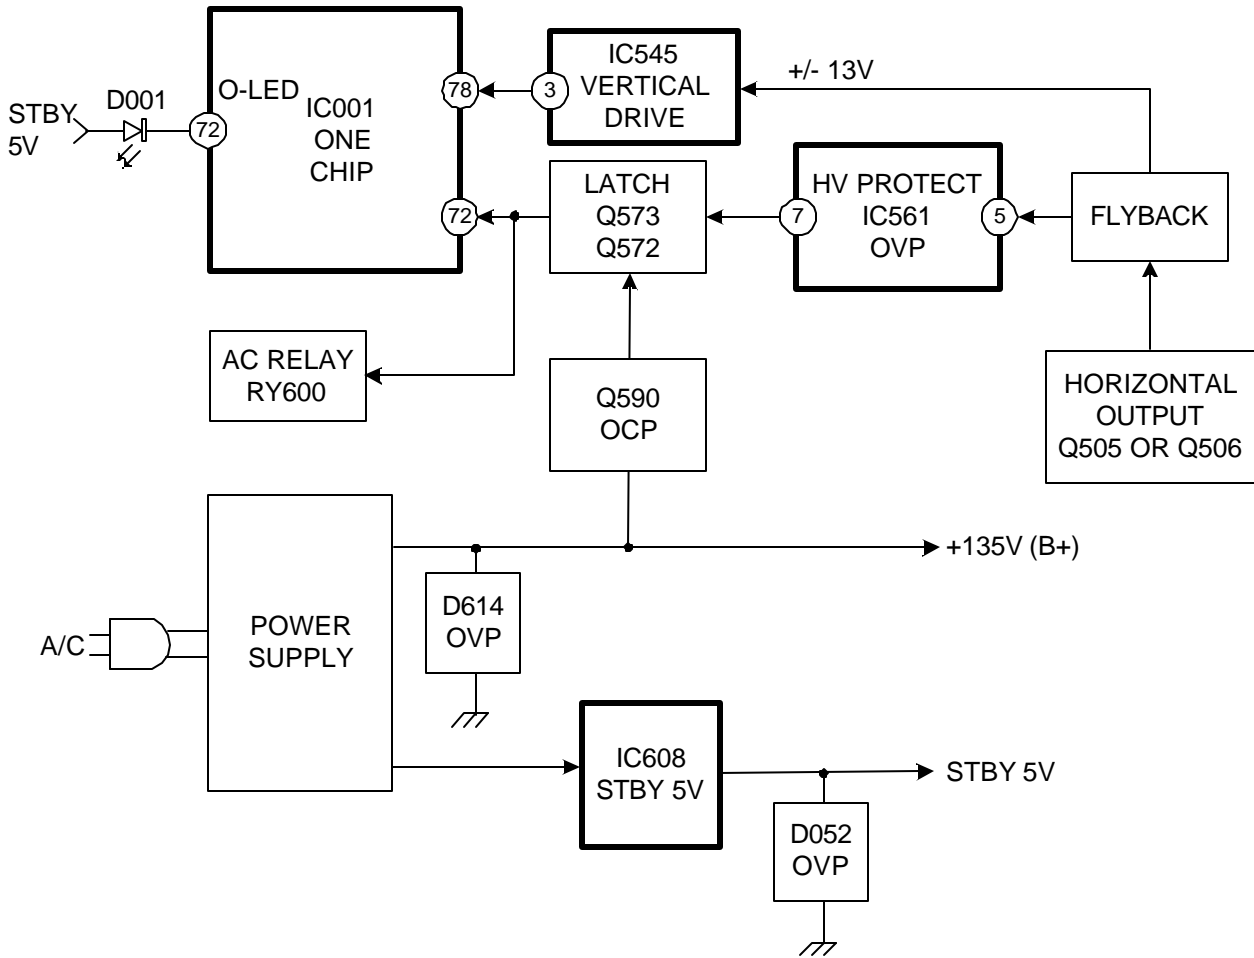 STBY
5V
D001
72
O-LED
IC001
ONE
CHIP
78
72
3
IC545
VERTICAL
DRIVE
+/- 13V
LATCH
Q573
Q572
7
HV PROTECT
IC561
OVP
5
FLYBACK
AC RELAY
RY600
Q590
OCP
HORIZONTAL
OUTPUT
Q505 OR Q506
A/C
POWER
SUPPLY
+135V (B+)
D614
OVP
IC608
STBY 5V
STBY 5V
D052
OVP